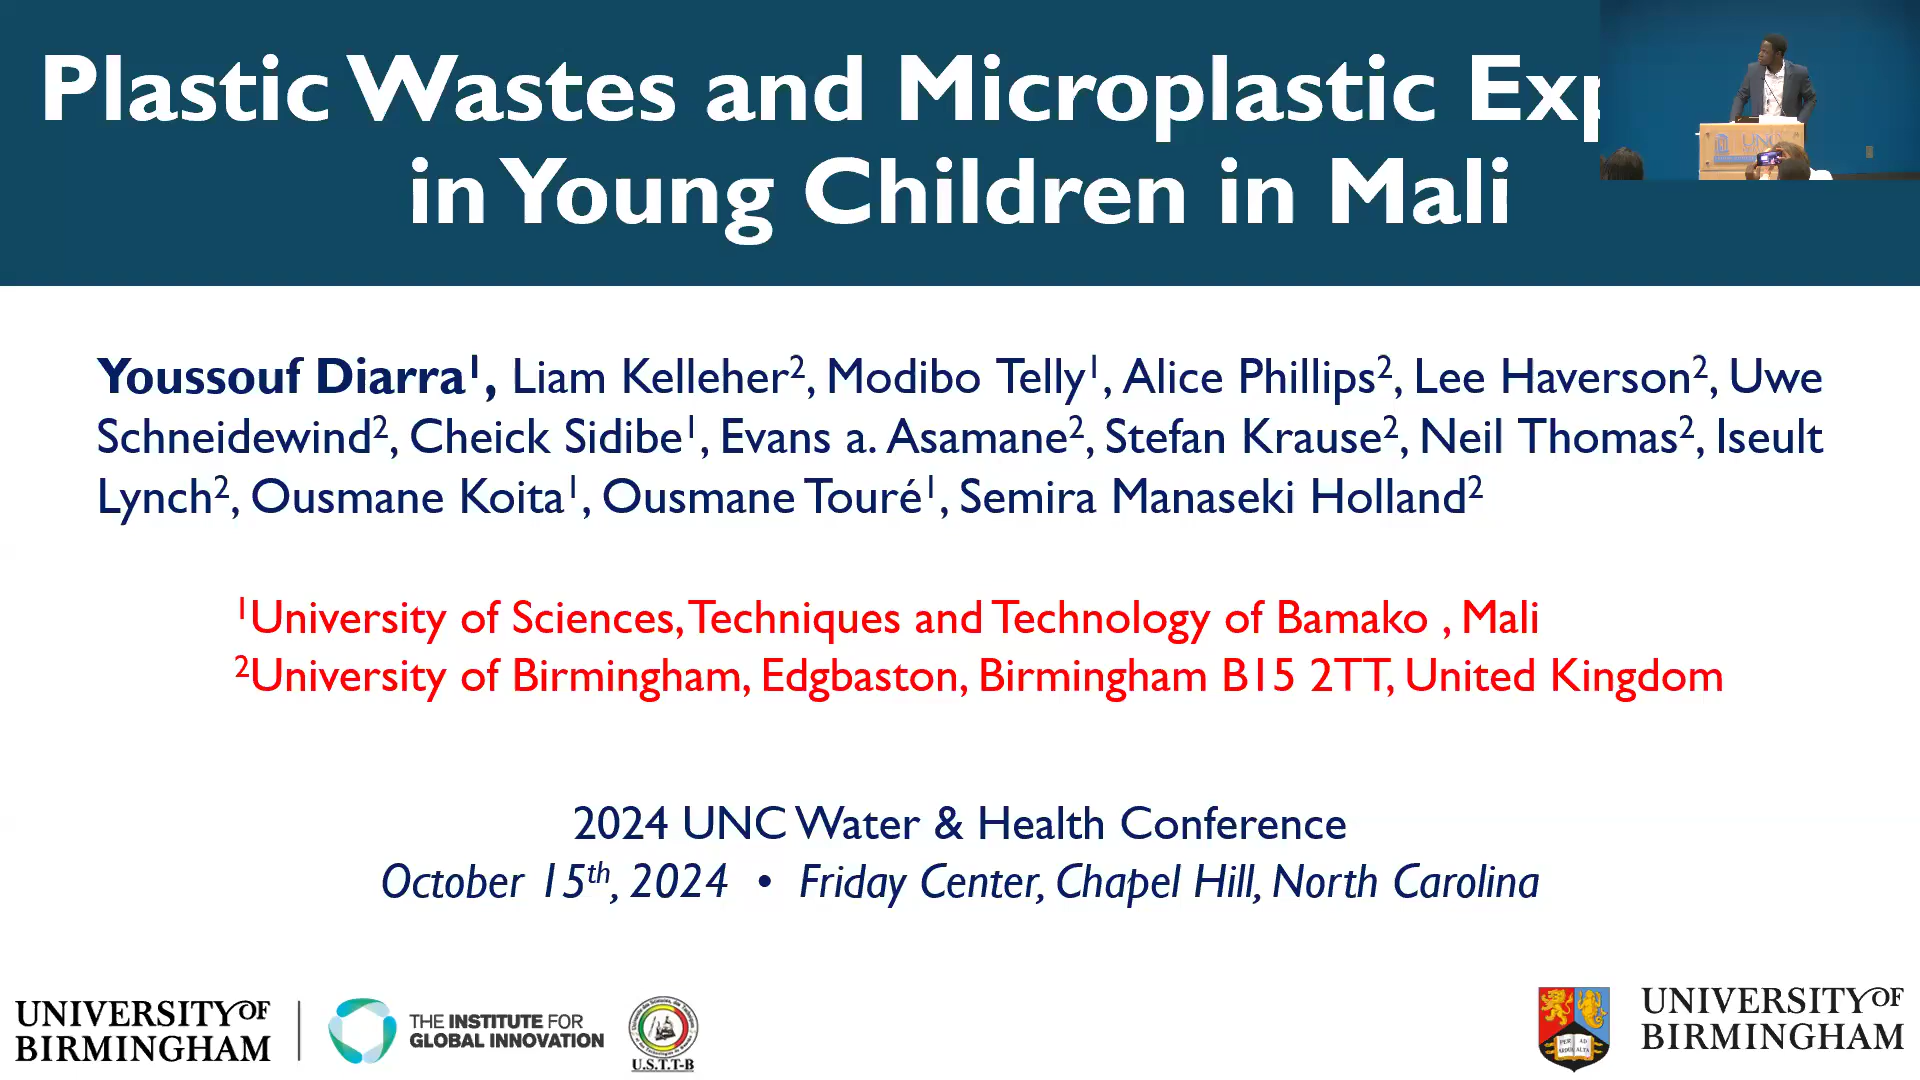 Plastic Wastes and Microplastic Exp
in Young Children in Mali
UNC
Youssouf Diarra¹, Liam Kelleher², Modibo Telly¹, Alice Phillips², Lee Haverson², Uwe
Schneidewind², Cheick Sidibe¹, Evans a. Asamane², Stefan Krause², Neil Thomas², Iseult
Lynch², Ousmane Koita¹, Ousmane Touré¹, Semira Manaseki Holland²
¹University of Sciences, Techniques and Technology of Bamako , Mali
²University of Birmingham, Edgbaston, Birmingham B15 2TT, United Kingdom
2024 UNC Water & Health Conference
October 15th, 2024 • Friday Center, Chapel Hill, North Carolina
UNIVERSITY OF
BIRMINGHAM
THE INSTITUTE FOR
GLOBAL INNOVATION
U.S.T.T-B
UNIVERSITY OF
BIRMINGHAM